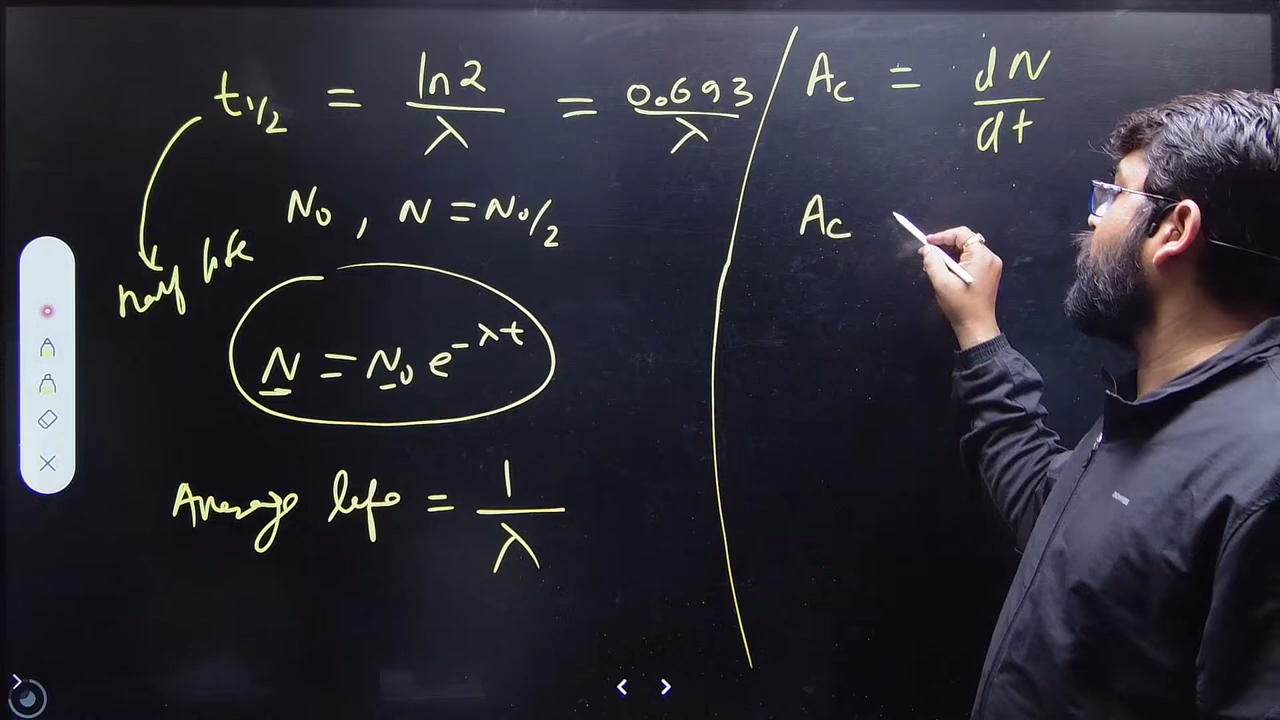 t1/2 = ln2/λ = 0.693/λ
N0 , N = N0/2
half life
N = N0 e^-λt
Average life = 1/λ
Ac = dN/dt
Ac